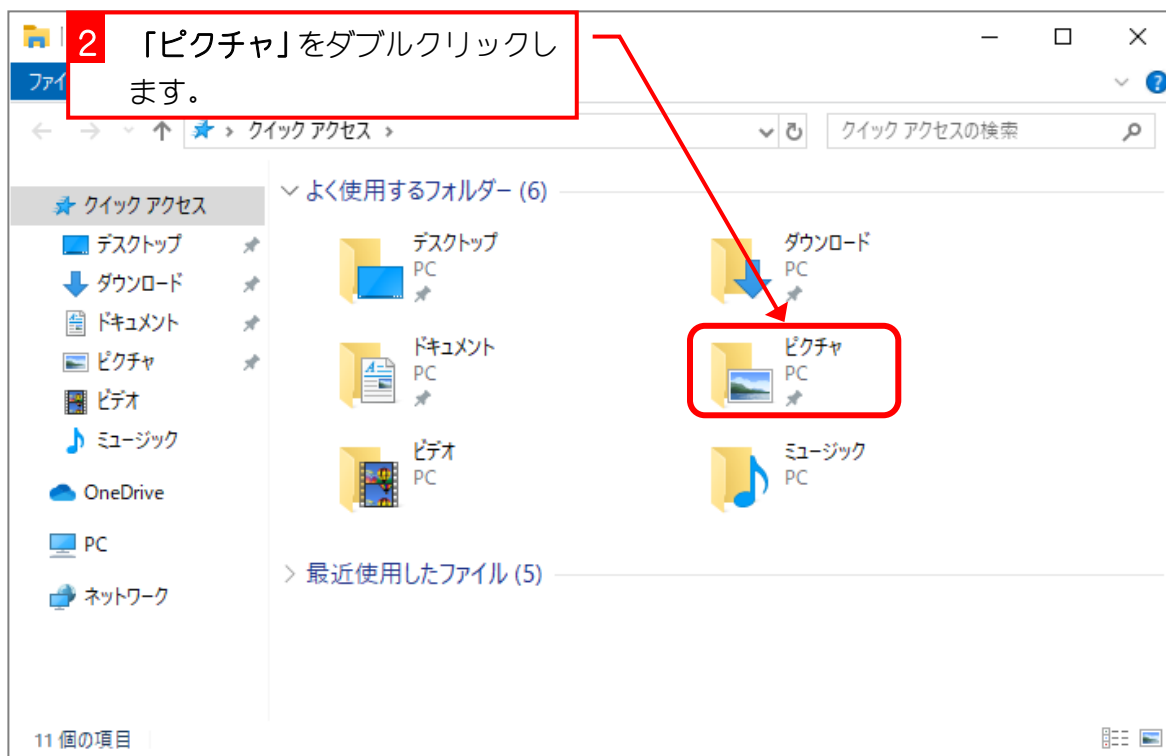 2 「ピクチャ」をダブルクリックし
ます。
ファイ
クイック アクセス
クイック アクセスの検索
クイック アクセス
デスクトップ
ダウンロード
ドキュメント
ピクチャ
ビデオ
ミュージック
OneDrive
PC
ネットワーク
よく使用するフォルダー (6)
デスクトップ
PC
ダウンロード
PC
ドキュメント
PC
ピクチャ
PC
ビデオ
PC
ミュージック
PC
最近使用したファイル (5)
11 個の項目